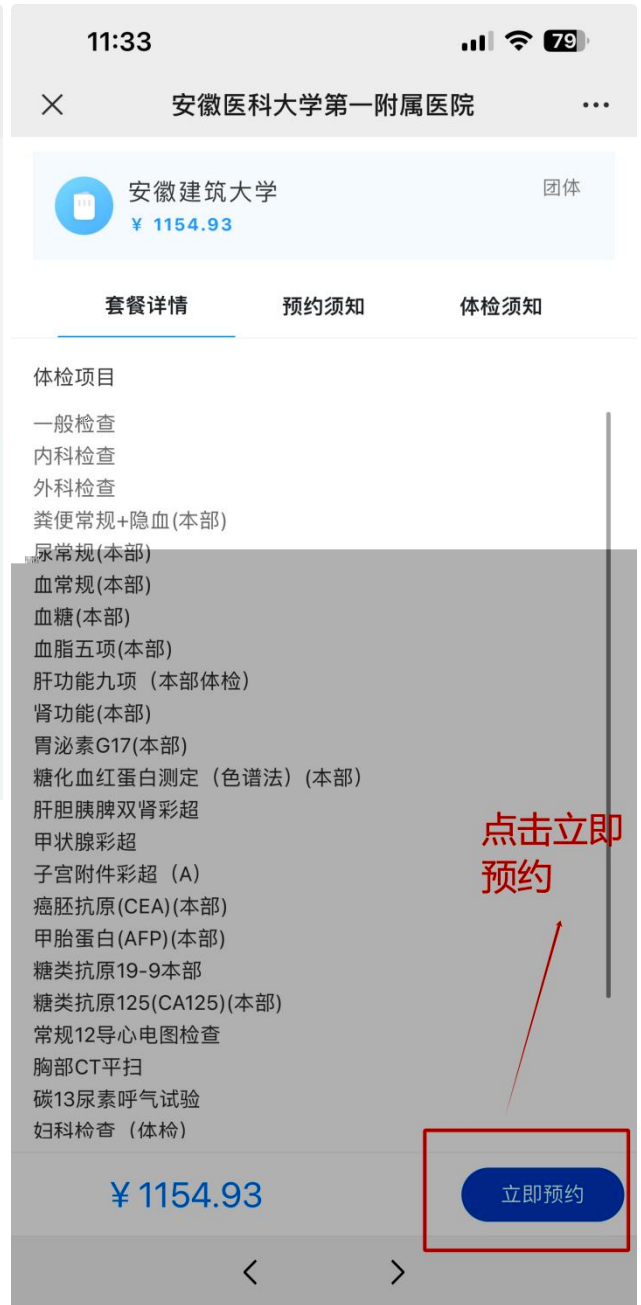 11:33
79
安徽医科大学第一附属医院
安徽建筑大学
团体
¥ 1154.93
套餐详情
预约须知
体检须知
体检项目
一般检查
内科检查
外科检查
粪便常规+隐血(本部)
尿常规(本部)
血常规(本部)
血糖(本部)
血脂五项(本部)
肝功能九项（本部体检）
肾功能(本部)
胃泌素G17(本部)
糖化血红蛋白测定（色谱法）(本部）
肝胆胰脾双肾彩超
甲状腺彩超
子宫附件彩超（A）
癌胚抗原(CEA)(本部)
甲胎蛋白(AFP)(本部)
糖类抗原19-9本部
糖类抗原125(CA125)(本部)
常规12导心电图检查
胸部CT平扫
碳13尿素呼气试验
妇科检查（体检）
点击立即
预约
¥ 1154.93
立即预约